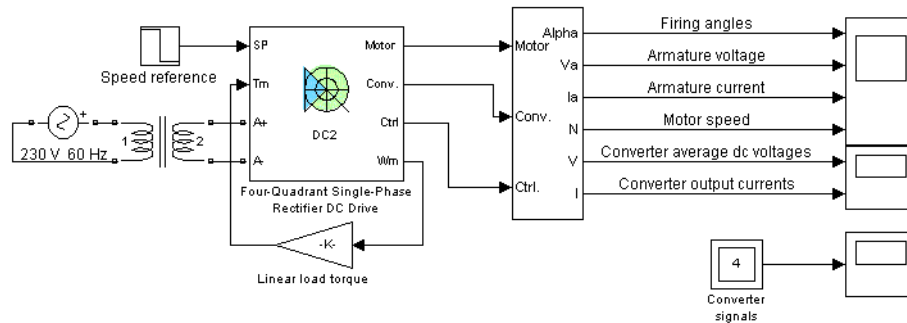 Speed reference
230 V 60 Hz
1
2
+
SP
Tm
A+
A-
Motor
Conv.
Ctrl
Wm
DC2
Four-Quadrant Single-Phase
Rectifier DC Drive
-K-
Linear load torque
Motor
Conv.
Ctrl.
Alpha
Va
Ia
N
V
I
Firing angles
Armature voltage
Armature current
Motor speed
Converter average dc voltages
Converter output currents
4
Converter
signals